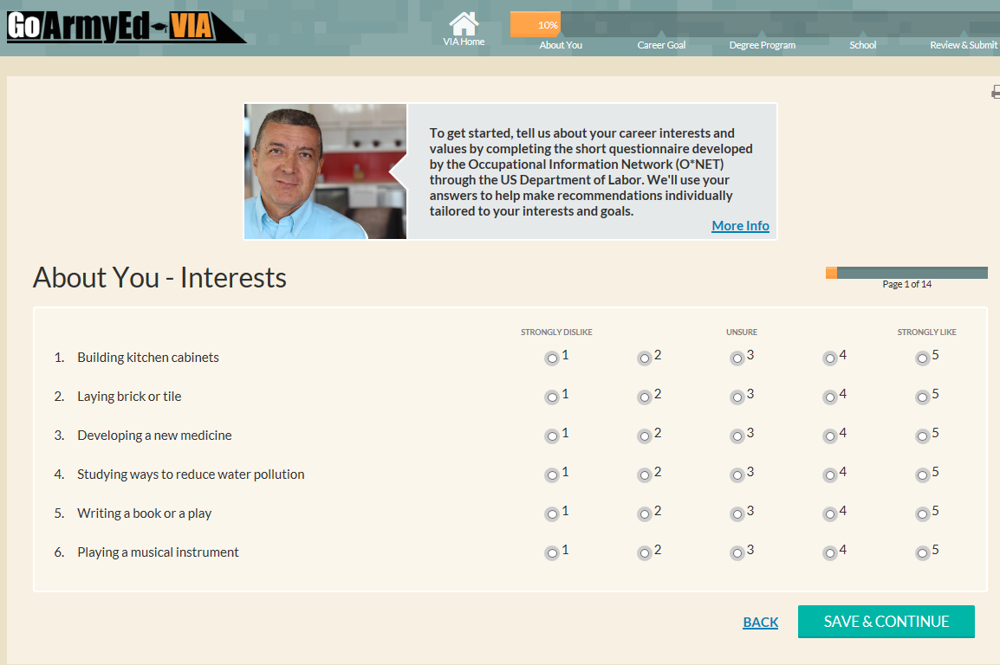 GoArmyEd-VIA
VIA Home
10%
About You
Career Goal
Degree Program
School
Review & Submit
To get started, tell us about your career interests and
values by completing the short questionnaire developed
by the Occupational Information Network (O*NET)
through the US Department of Labor. We'll use your
answers to help make recommendations individually
tailored to your interests and goals.
More Info
About You - Interests
Page 1 of 14
STRONGLY DISLIKE UNSURE STRONGLY LIKE
1. Building kitchen cabinets 1 2 3 4 5
2. Laying brick or tile 1 2 3 4 5
3. Developing a new medicine 1 2 3 4 5
4. Studying ways to reduce water pollution 1 2 3 4 5
5. Writing a book or a play 1 2 3 4 5
6. Playing a musical instrument 1 2 3 4 5
BACK SAVE & CONTINUE